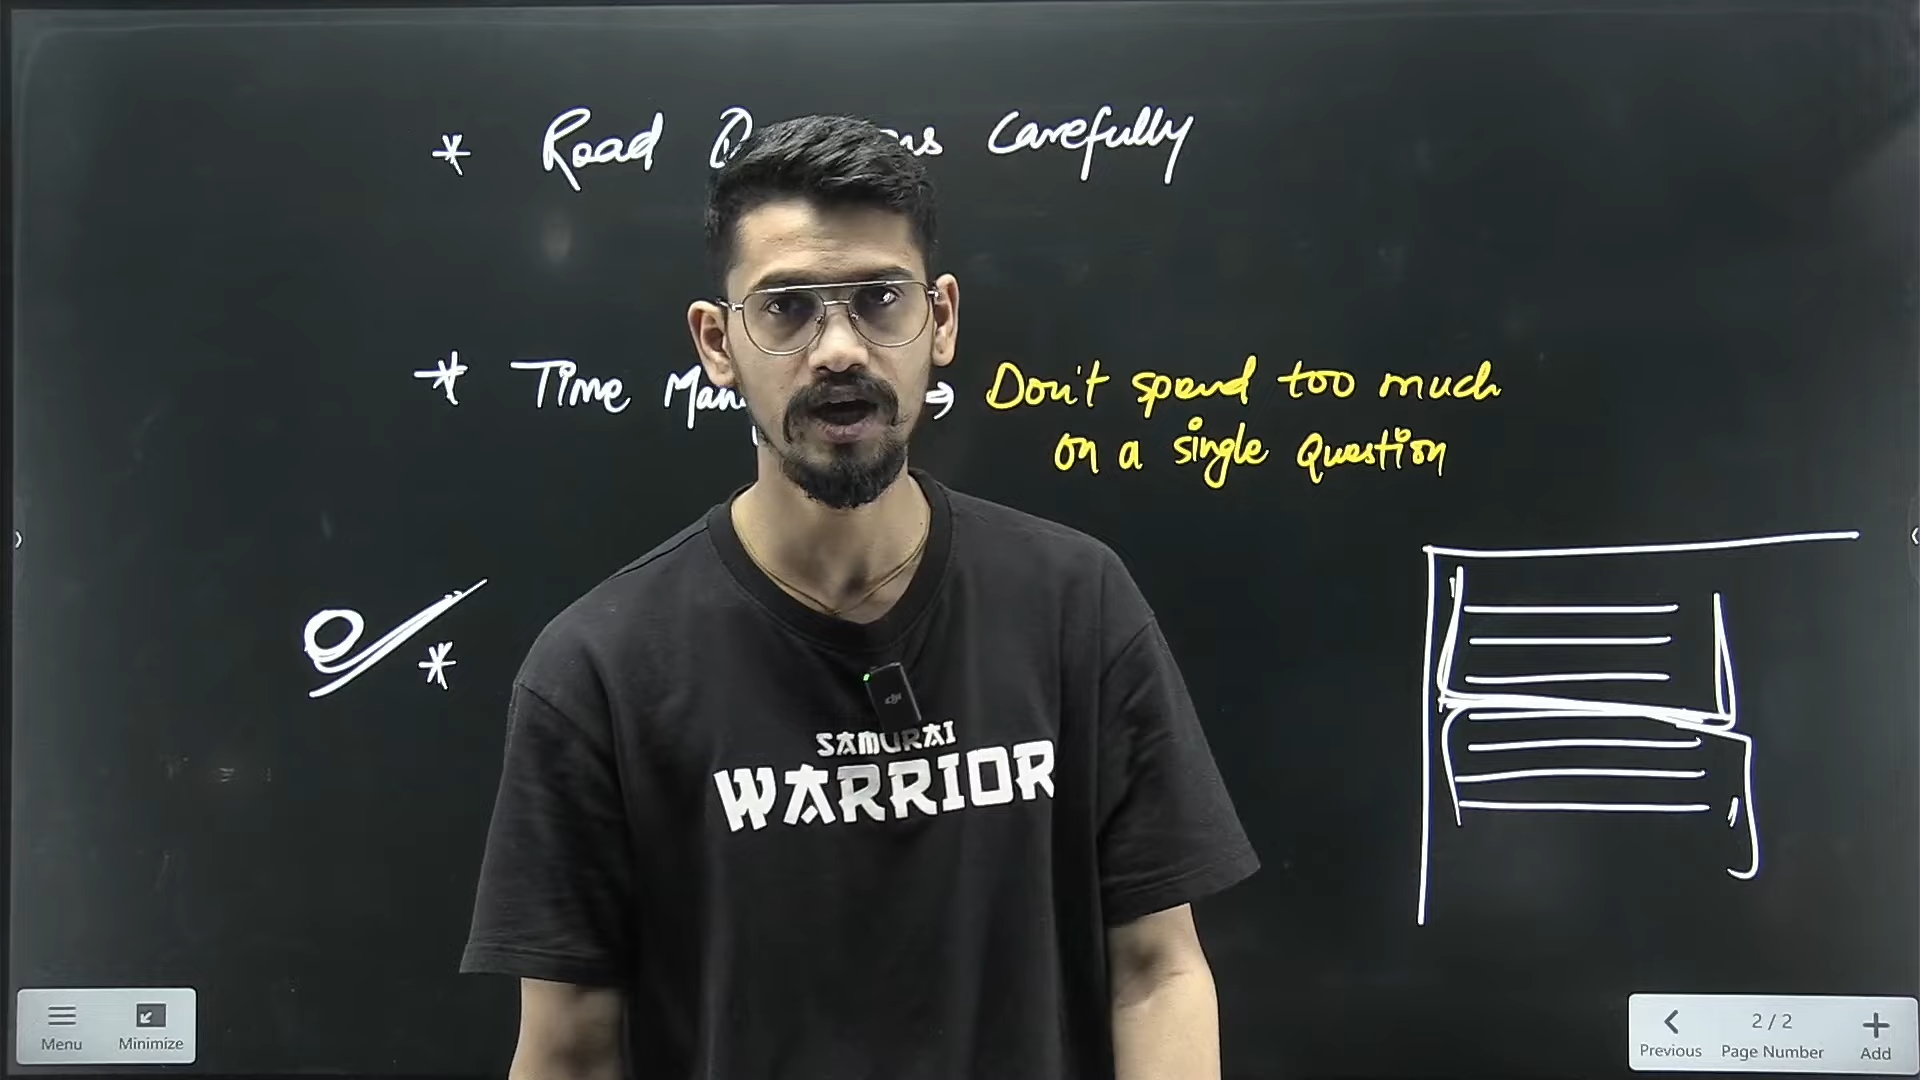 * Read carefully
* Time ⇒ Don't spend too much
on a single Question
*
SAMURAI
WARRIOR
dji
Menu
Minimize
Previous
2 / 2
Page Number
Add